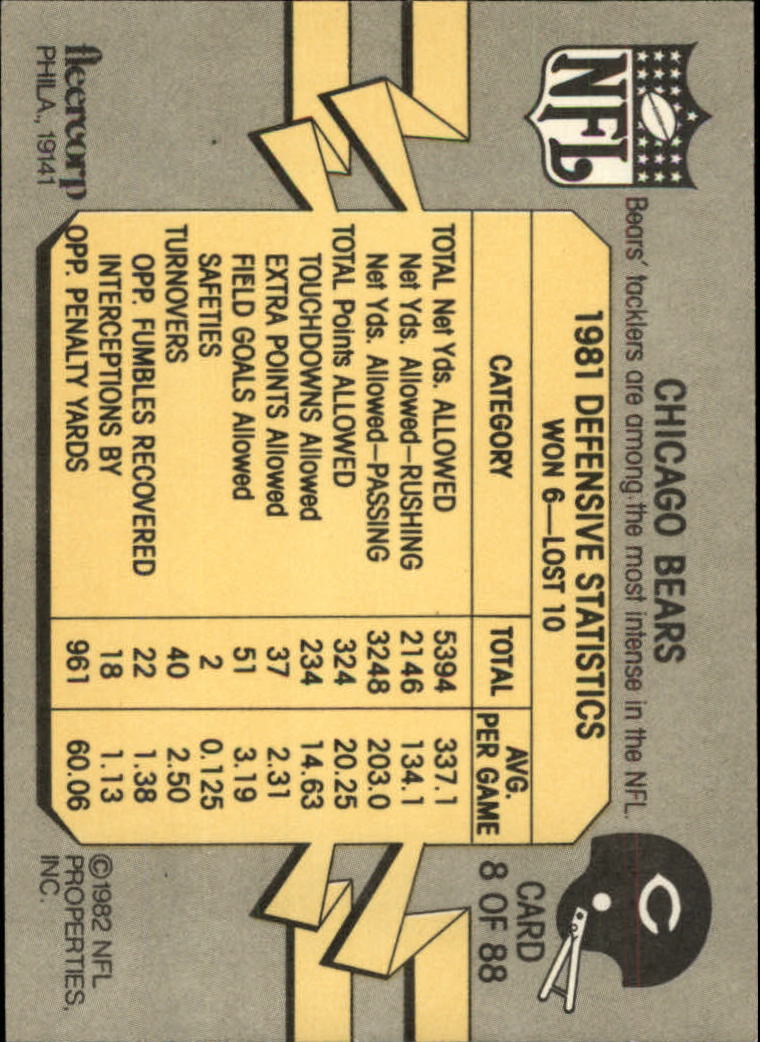 CHICAGO BEARS
Bears' tacklers are among the most intense in the NFL.
NFL
C
CARD
8 OF 88
1981 DEFENSIVE STATISTICS
WON 6—LOST 10
CATEGORY TOTAL AVG. PER GAME
TOTAL Net Yds. ALLOWED 5394 337.1
Net Yds. Allowed—RUSHING 2146 134.1
Net Yds. Allowed—PASSING 3248 203.0
TOTAL Points ALLOWED 324 20.25
TOUCHDOWNS Allowed 234 14.63
EXTRA POINTS Allowed 37 2.31
FIELD GOALS Allowed 51 3.19
SAFETIES 2 0.125
TURNOVERS 40 2.50
OPP. FUMBLES RECOVERED 22 1.38
INTERCEPTIONS BY 18 1.13
OPP. PENALTY YARDS 961 60.06
fleercorp
PHILA., 19141
©1982 NFL
PROPERTIES,
INC.